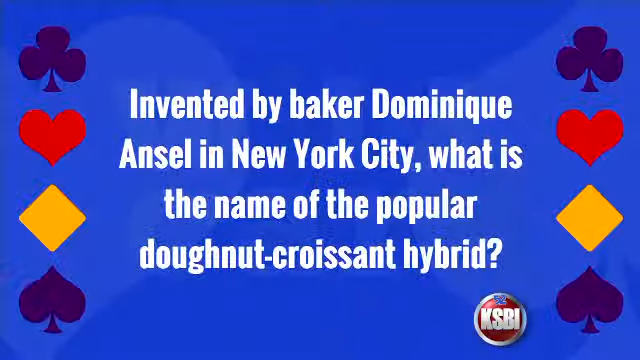 Invented by baker Dominique
Ansel in New York City, what is
the name of the popular
doughnut-croissant hybrid?
52
KSBI